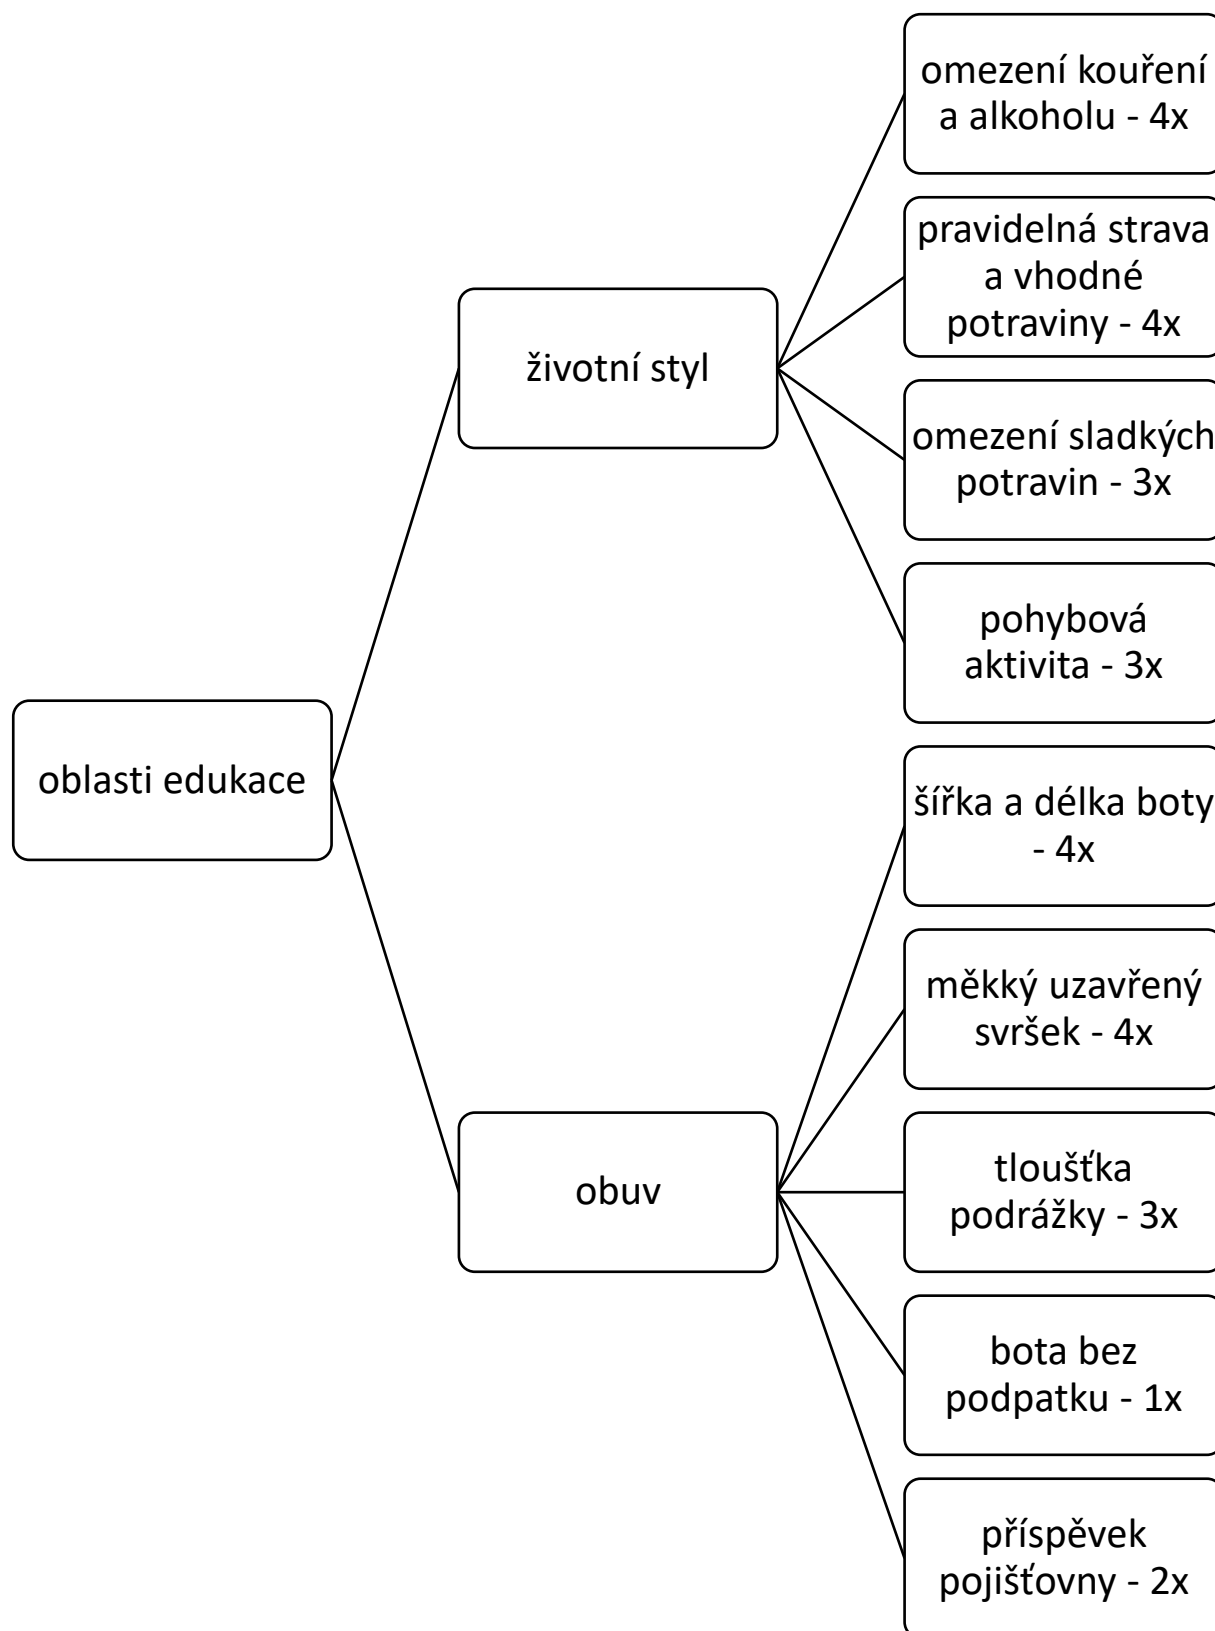 oblasti edukace
životní styl
omezení kouření
a alkoholu - 4x
pravidelná strava
a vhodné
potraviny - 4x
omezení sladkých
potravin - 3x
pohybová
aktivita - 3x
obuv
šířka a délka boty
- 4x
měkký uzavřený
svršek - 4x
tloušťka
podrážky - 3x
bota bez
podpatku - 1x
příspěvek
pojišťovny - 2x